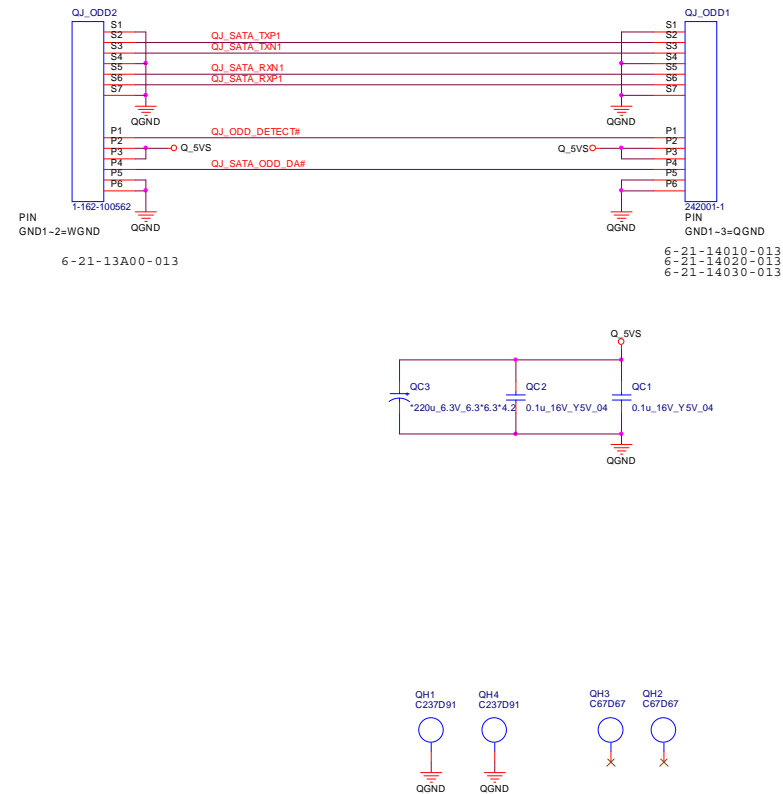 QJ_ODD2
QJ_ODD1
S1
S2
S3
S4
S5
S6
S7
QJ_SATA_TXP1
QJ_SATA_TXN1
QJ_SATA_RXN1
QJ_SATA_RXP1
S1
S2
S3
S4
S5
S6
S7
QGND
QGND
P1
P2
P3
P4
P5
P6
QJ_ODD_DETECT#
Q_5VS
Q_5VS
QJ_SATA_ODD_DA#
P1
P2
P3
P4
P5
P6
1-162-100562
242001-1
PIN
GND1~2=WGND
QGND
QGND
PIN
GND1~3=QGND
6-21-13A00-013
6-21-14010-013
6-21-14020-013
6-21-14030-013
Q_5VS
QC3
*220u_6.3V_6.3*6.3*4.2
QC2
0.1u_16V_Y5V_04
QC1
0.1u_16V_Y5V_04
QGND
QH1
C237D91
QH4
C237D91
QH3
C67D67
QH2
C67D67
QGND
QGND